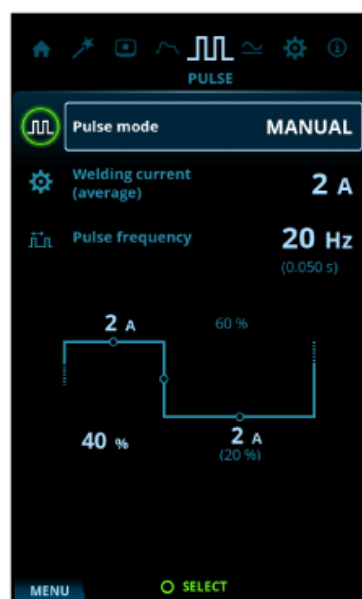 PULSE
Pulse mode MANUAL
Welding current
(average) 2 A
Pulse frequency 20 Hz
(0.050 s)
2 A 60 %
40 % 2 A
(20 %)
MENU SELECT